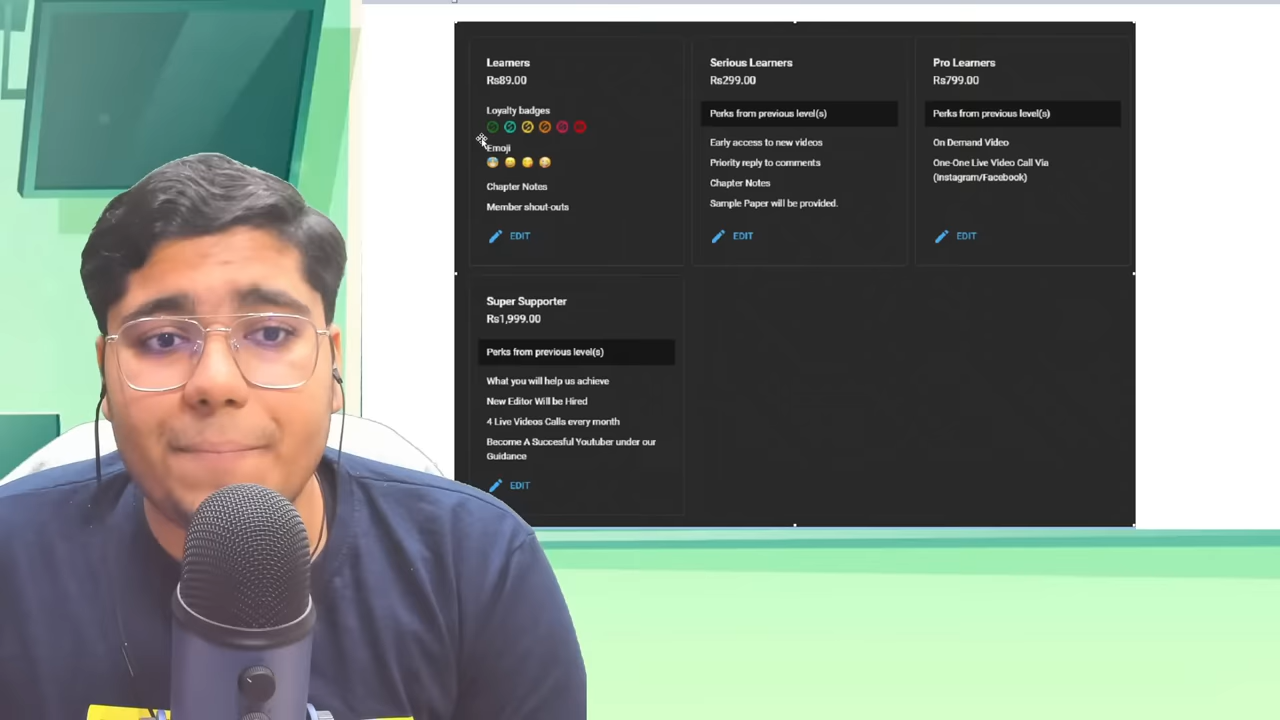 Learners
Rs89.00
Loyalty badges
Emoji
Chapter Notes
Member shout-outs
EDIT
Serious Learners
Rs299.00
Perks from previous level(s)
Early access to new videos
Priority reply to comments
Chapter Notes
Sample Paper will be provided.
EDIT
Pro Learners
Rs799.00
Perks from previous level(s)
On Demand Video
One-One Live Video Call Via
(Instagram/Facebook)
EDIT
Super Supporter
Rs1,999.00
Perks from previous level(s)
What you will help us achieve
New Editor Will be Hired
4 Live Videos Calls every month
Become A Succesful Youtuber under our
Guidance
EDIT